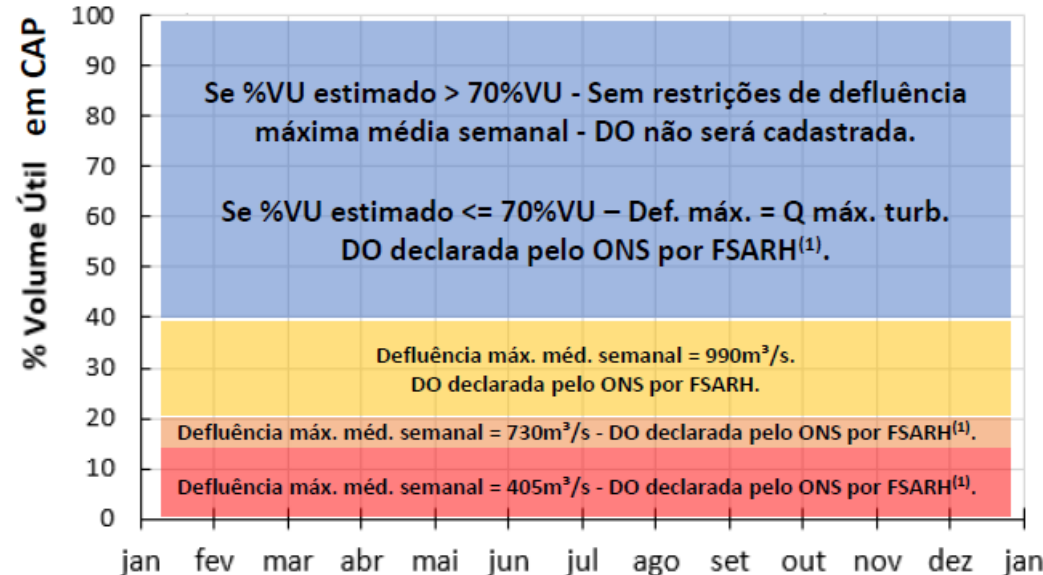 % Volume Útil em CAP
100
90
80
70
60
50
40
30
20
10
0
Se %VU estimado > 70%VU - Sem restrições de defluência
máxima média semanal - DO não será cadastrada.
Se %VU estimado <= 70%VU – Def. máx. = Q máx. turb.
DO declarada pelo ONS por FSARH(1).
Defluência máx. méd. semanal = 990m³/s.
DO declarada pelo ONS por FSARH.
Defluência máx. méd. semanal = 730m³/s - DO declarada pelo ONS por FSARH(1).
Defluência máx. méd. semanal = 405m³/s - DO declarada pelo ONS por FSARH(1).
jan fev mar abr mai jun jul ago set out nov dez jan